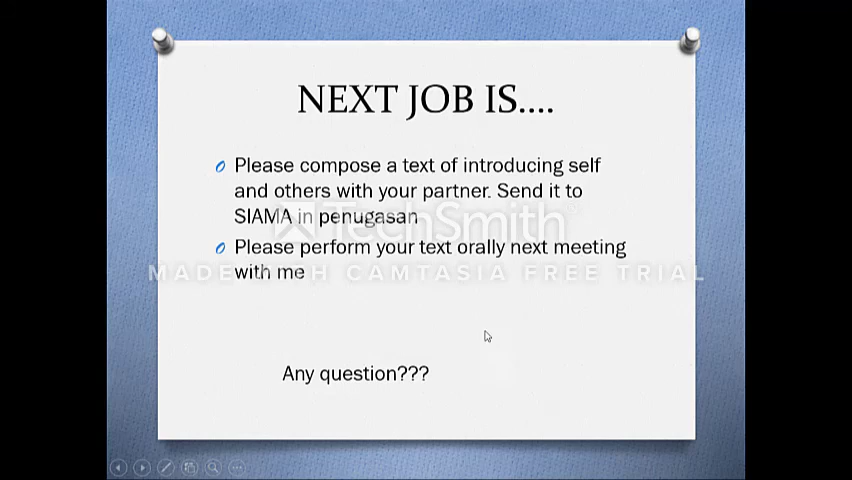 NEXT JOB IS....
Please compose a text of introducing self
and others with your partner. Send it to
SIAMA in penugasan
TechSmith
Please perform your text orally next meeting
MADE WITH CAMTASIA FREE TRIAL
with me
Any question???